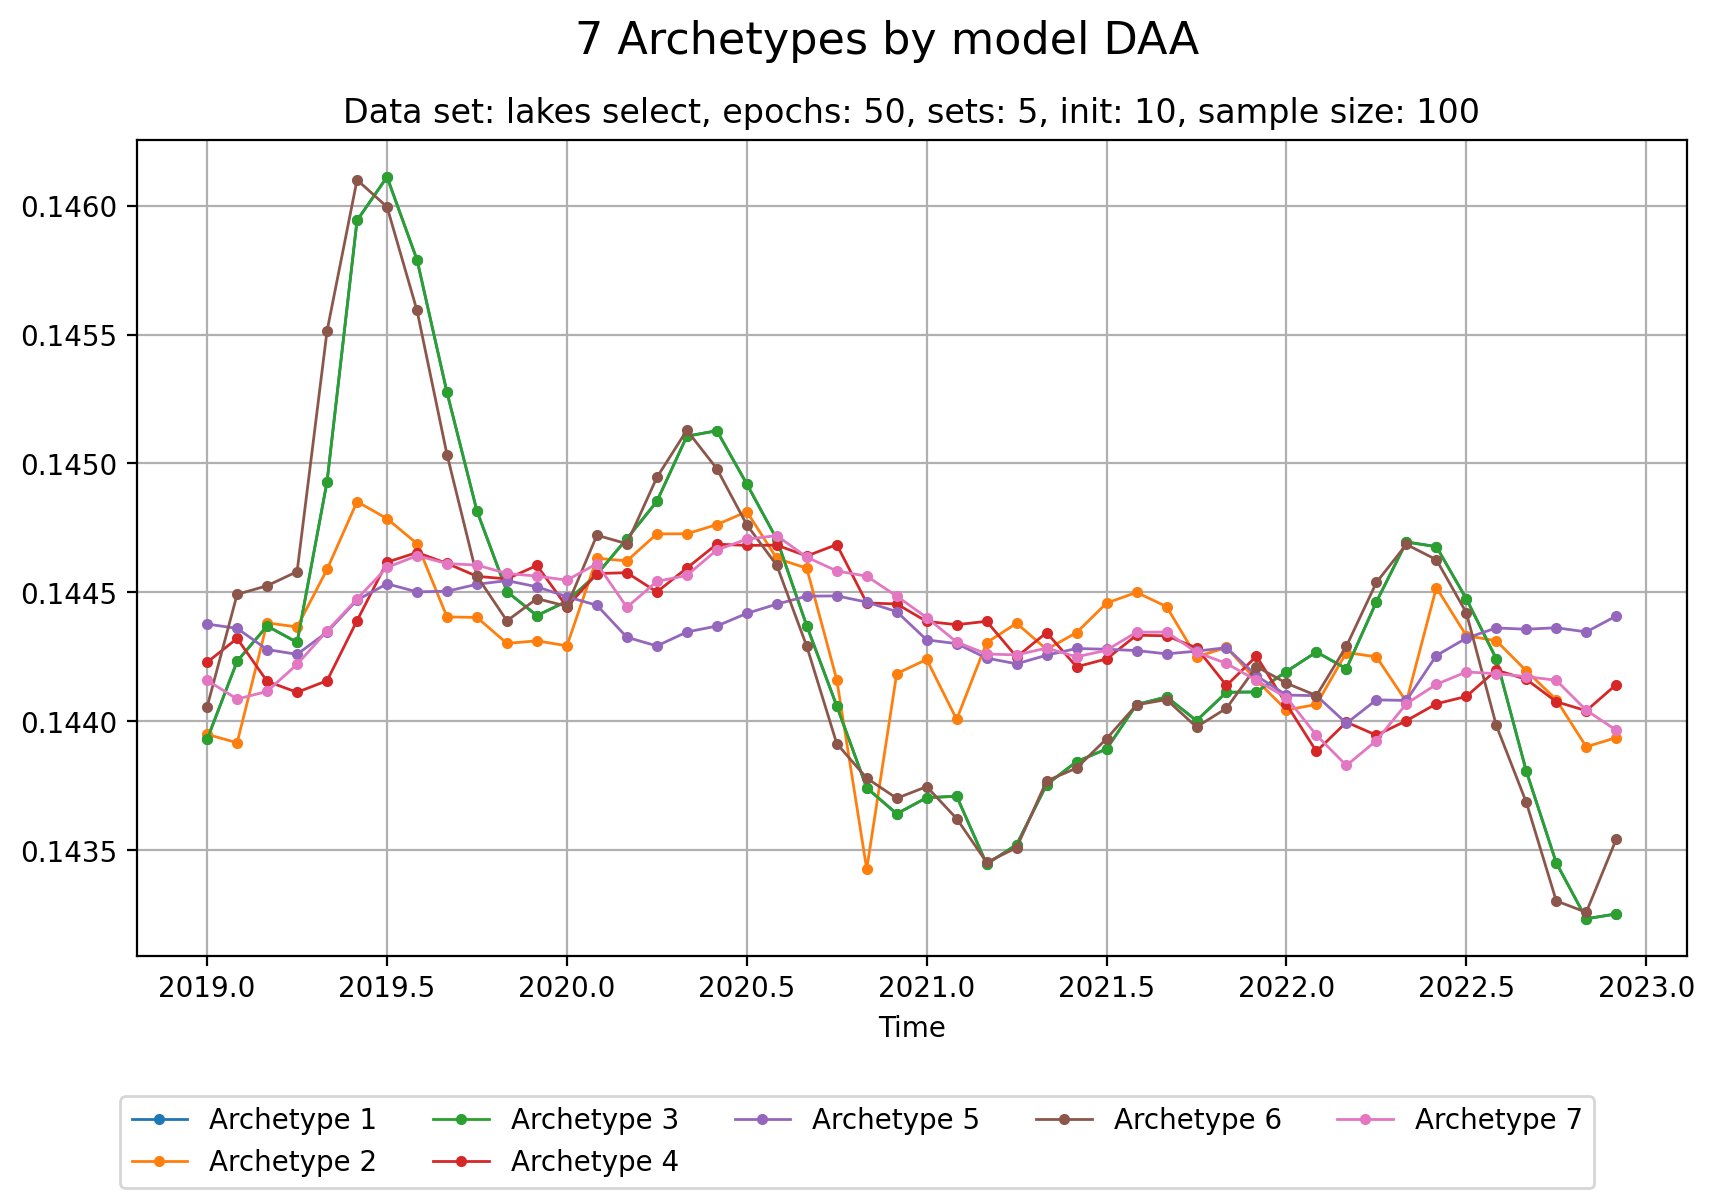 7 Archetypes by model DAA
Data set: lakes select, epochs: 50, sets: 5, init: 10, sample size: 100
0.1460
0.1455
0.1450
0.1445
0.1440
0.1435
2019.0 2019.5 2020.0 2020.5 2021.0 2021.5 2022.0 2022.5 2023.0
Time
Archetype 1 Archetype 3 Archetype 5 Archetype 6 Archetype 7
Archetype 2 Archetype 4